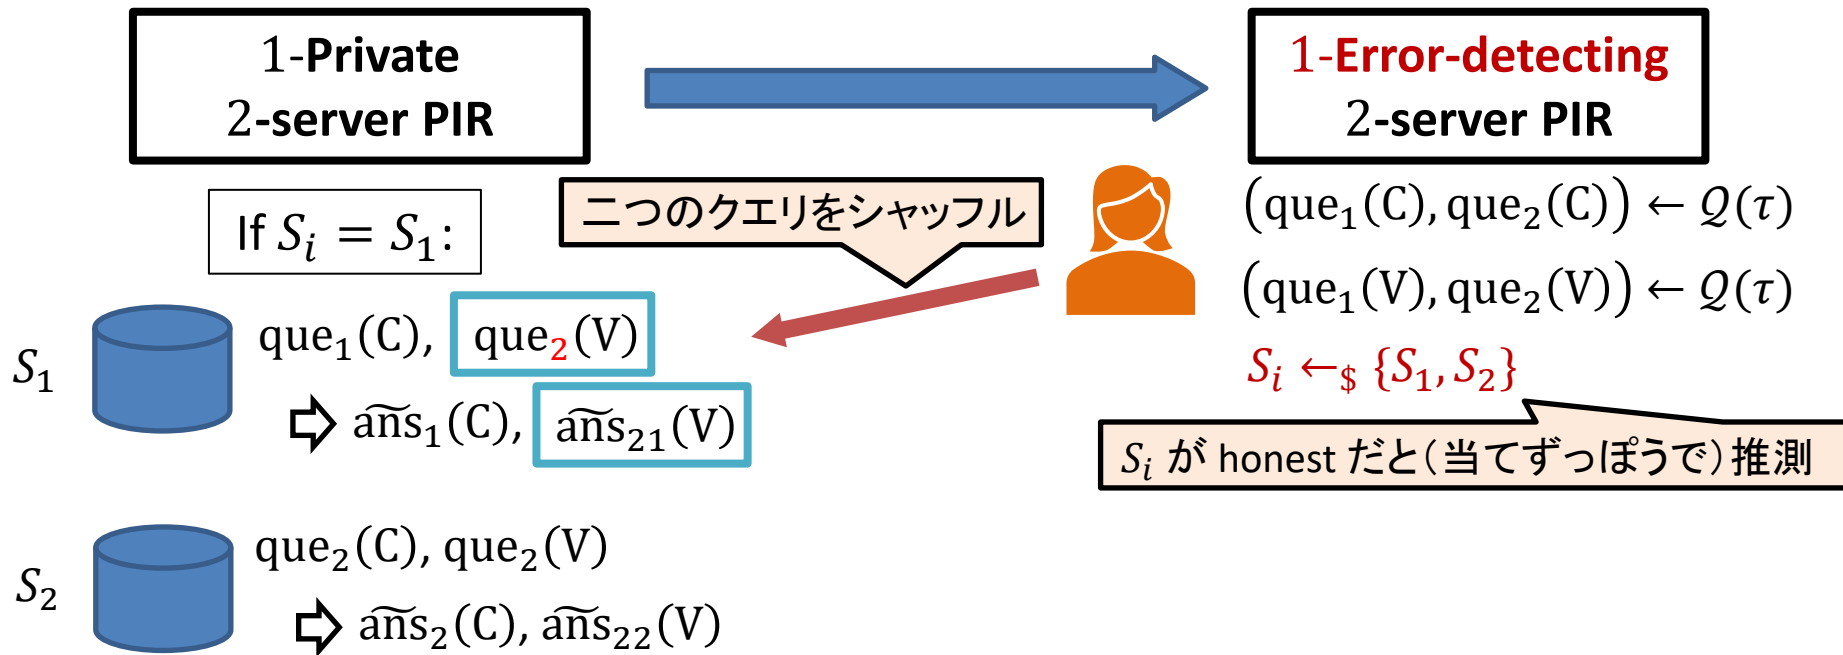 1-Private
2-server PIR
1-Error-detecting
2-server PIR
If S_i = S_1:
二つのクエリをシャッフル
(que_1(C), que_2(C)) ← 𝒬(τ)
(que_1(V), que_2(V)) ← 𝒬(τ)
S_i ←_$ {S_1, S_2}
S_i が honest だと（当てずっぽうで）推測
S_1
que_1(C), que_2(V)
⇨ ãns_1(C), ãns_21(V)
S_2
que_2(C), que_2(V)
⇨ ãns_2(C), ãns_22(V)